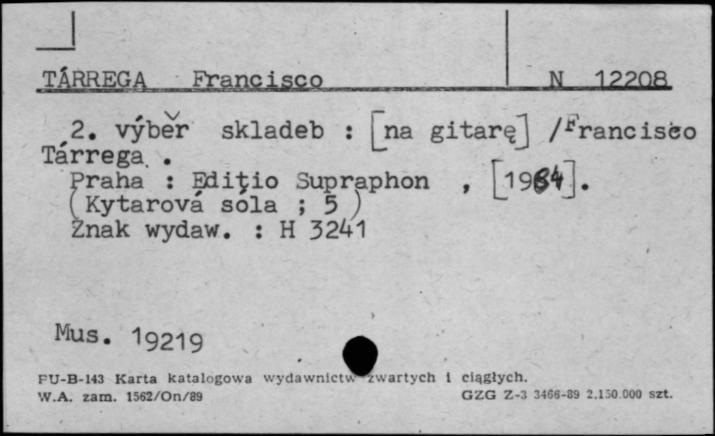 TÁRREGA Francisco N 12208
2. výběr skladeb : [na gitarę] /Francisco
Tárrega .
Praha : Editio Supraphon , [1984].
(Kytarová sóla ; 5 )
Znak wydaw. : H 3241
Mus. 19219
PU-B-143 Karta katalogowa wydawnictw zwartych i ciągłych.
W.A. zam. 1562/On/89 GZG Z-3 3466-89 2.150.000 szt.